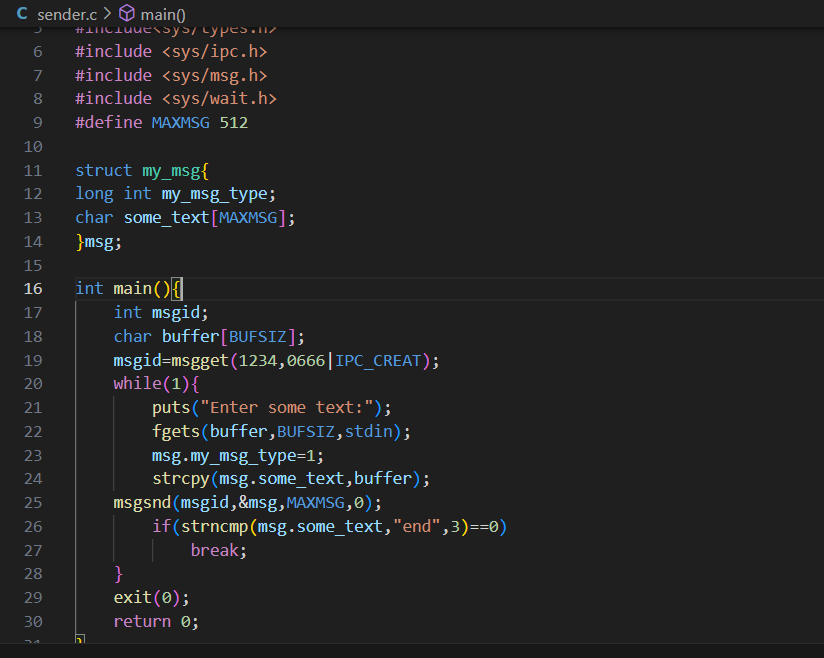 sender.c > main()
5 #include<sys/types.h>
6 #include <sys/ipc.h>
7 #include <sys/msg.h>
8 #include <sys/wait.h>
9 #define MAXMSG 512
10
11 struct my_msg{
12 long int my_msg_type;
13 char some_text[MAXMSG];
14 }msg;
15
16 int main(){
17     int msgid;
18     char buffer[BUFSIZ];
19     msgid=msgget(1234,0666|IPC_CREAT);
20     while(1){
21         puts("Enter some text:");
22         fgets(buffer,BUFSIZ,stdin);
23         msg.my_msg_type=1;
24         strcpy(msg.some_text,buffer);
25     msgsnd(msgid,&msg,MAXMSG,0);
26         if(strncmp(msg.some_text,"end",3)==0)
27             break;
28     }
29     exit(0);
30     return 0;
31 }